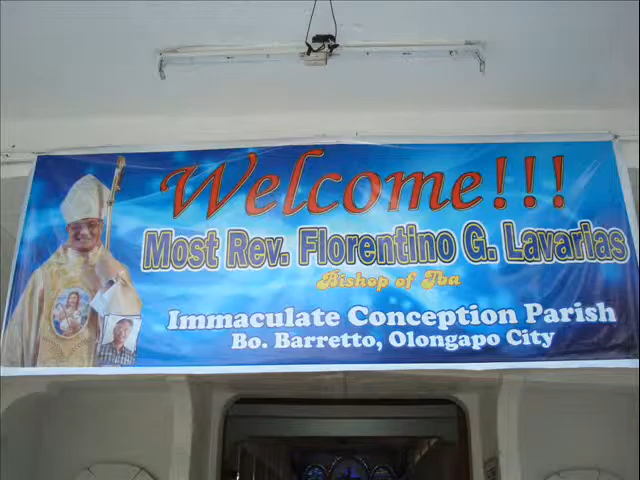 Welcome!!!
Most Rev. Florentino G. Lavarias
Bishop of Iba
Immaculate Conception Parish
Bo. Barretto, Olongapo City